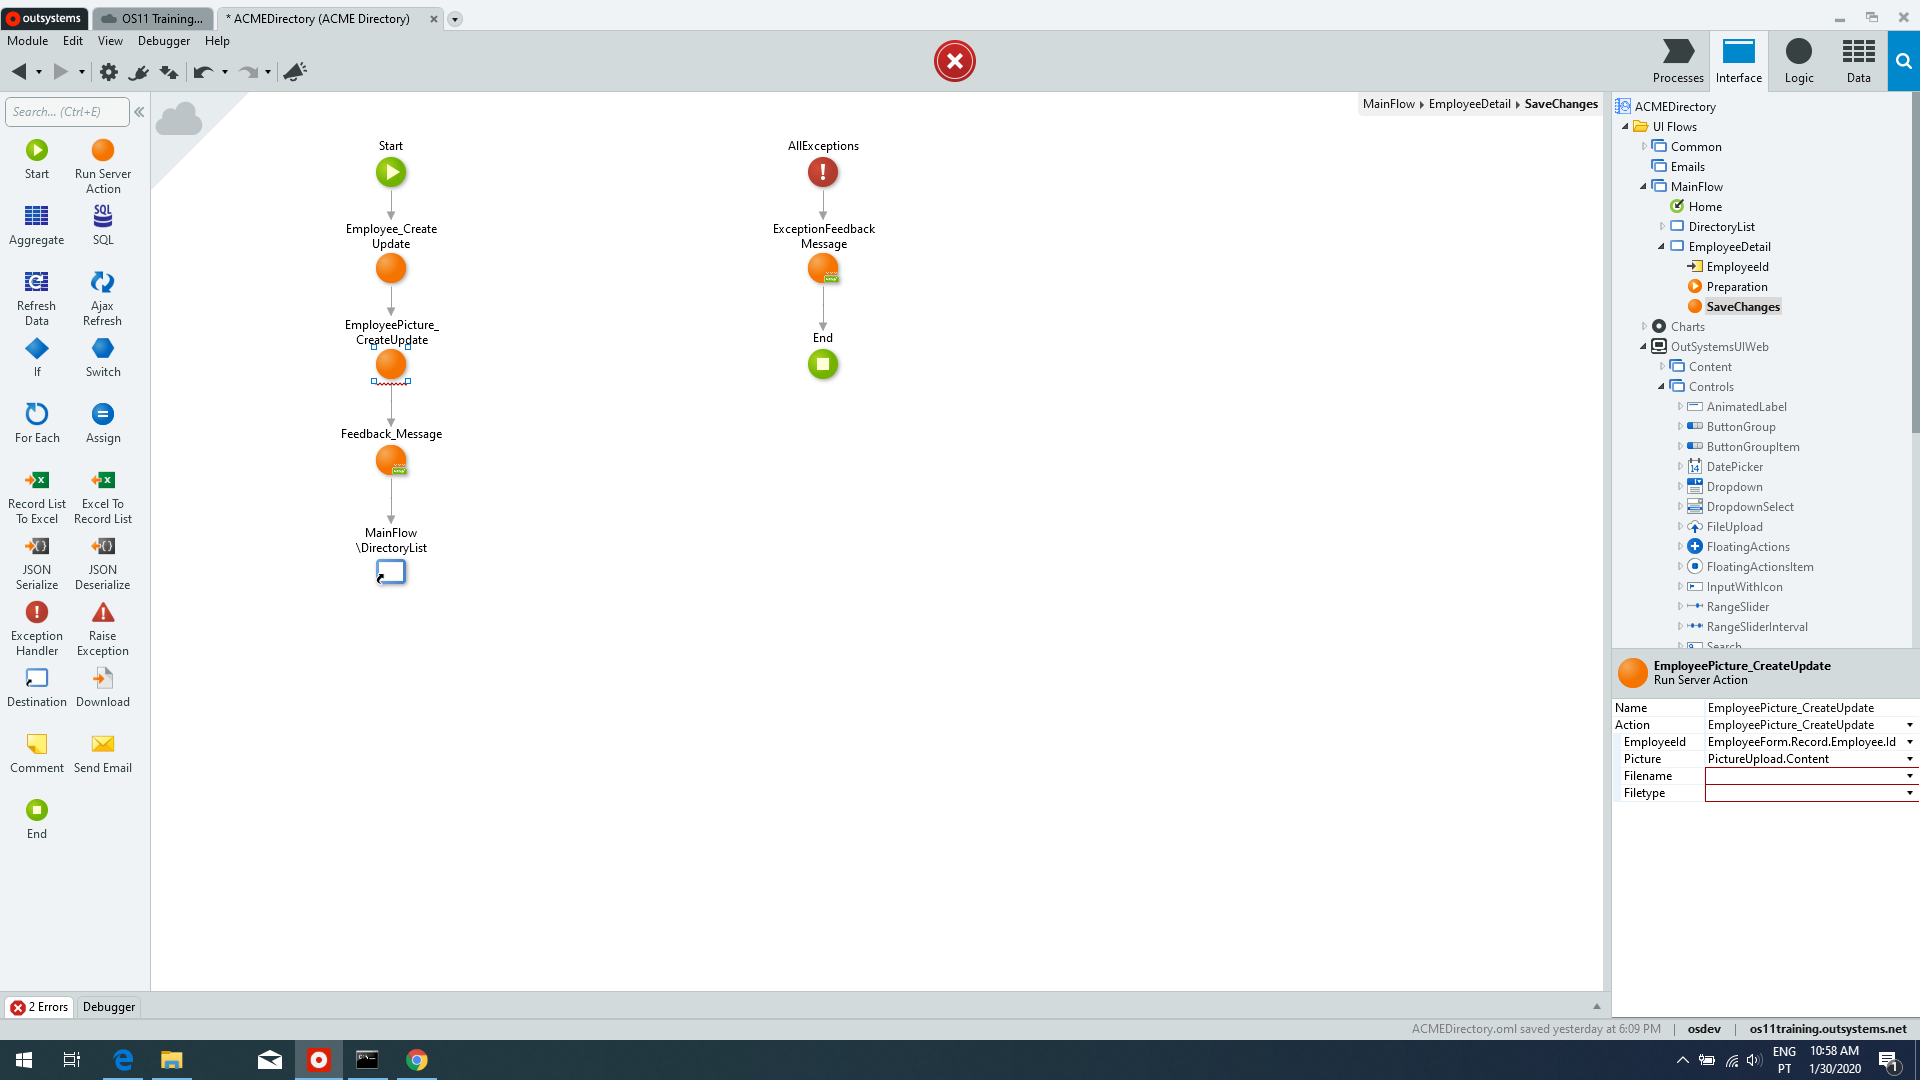 outsystems
OS11 Training...
* ACMEDirectory (ACME Directory)
Module Edit View Debugger Help
Processes Interface Logic Data
Search... (Ctrl+E)
Start
Run Server
Action
Aggregate
SQL
Refresh
Data
Ajax
Refresh
If
Switch
For Each
Assign
Record List
To Excel
Excel To
Record List
JSON
Serialize
JSON
Deserialize
Exception
Handler
Raise
Exception
Destination
Download
Comment
Send Email
End
MainFlow EmployeeDetail SaveChanges
Start
Employee_Create
Update
EmployeePicture_
CreateUpdate
Feedback_Message
MainFlow
\DirectoryList
AllExceptions
ExceptionFeedback
Message
End
ACMEDirectory
UI Flows
Common
Emails
MainFlow
Home
DirectoryList
EmployeeDetail
EmployeeId
Preparation
SaveChanges
Charts
OutSystemsUIWeb
Content
Controls
AnimatedLabel
ButtonGroup
ButtonGroupItem
DatePicker
Dropdown
DropdownSelect
FileUpload
FloatingActions
FloatingActionsItem
InputWithIcon
RangeSlider
RangeSliderInterval
Search
EmployeePicture_CreateUpdate
Run Server Action
Name EmployeePicture_CreateUpdate
Action EmployeePicture_CreateUpdate
EmployeeId EmployeeForm.Record.Employee.Id
Picture PictureUpload.Content
Filename
Filetype
2 Errors Debugger
ACMEDirectory.oml saved yesterday at 6:09 PM | osdev | os11training.outsystems.net
ENG
PT
10:58 AM
1/30/2020
1